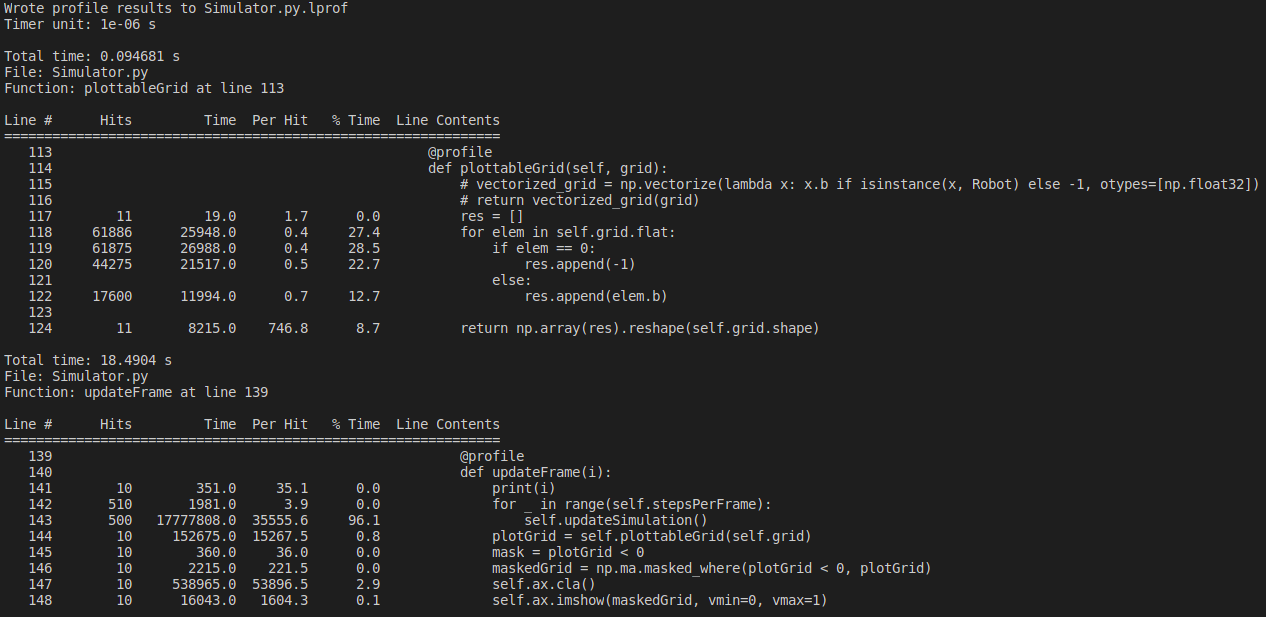 Wrote profile results to Simulator.py.lprof
Timer unit: 1e-06 s

Total time: 0.094681 s
File: Simulator.py
Function: plottableGrid at line 113

Line #      Hits         Time  Per Hit   % Time  Line Contents
==============================================================
   113                                               @profile
   114                                               def plottableGrid(self, grid):
   115                                                   # vectorized_grid = np.vectorize(lambda x: x.b if isinstance(x, Robot) else -1, otypes=[np.float32])
   116                                                   # return vectorized_grid(grid)
   117        11         19.0      1.7      0.0          res = []
   118     61886      25948.0      0.4     27.4          for elem in self.grid.flat:
   119     61875      26988.0      0.4     28.5              if elem == 0:
   120     44275      21517.0      0.5     22.7                  res.append(-1)
   121                                                       else:
   122     17600      11994.0      0.7     12.7                  res.append(elem.b)
   123
   124        11       8215.0    746.8      8.7          return np.array(res).reshape(self.grid.shape)

Total time: 18.4904 s
File: Simulator.py
Function: updateFrame at line 139

Line #      Hits         Time  Per Hit   % Time  Line Contents
==============================================================
   139                                                   @profile
   140                                                   def updateFrame(i):
   141        10        351.0     35.1      0.0              print(i)
   142       510       1981.0      3.9      0.0              for _ in range(self.stepsPerFrame):
   143       500   17777808.0  35555.6     96.1                  self.updateSimulation()
   144        10     152675.0  15267.5      0.8              plotGrid = self.plottableGrid(self.grid)
   145        10        360.0     36.0      0.0              mask = plotGrid < 0
   146        10       2215.0    221.5      0.0              maskedGrid = np.ma.masked_where(plotGrid < 0, plotGrid)
   147        10     538965.0  53896.5      2.9              self.ax.cla()
   148        10      16043.0   1604.3      0.1              self.ax.imshow(maskedGrid, vmin=0, vmax=1)